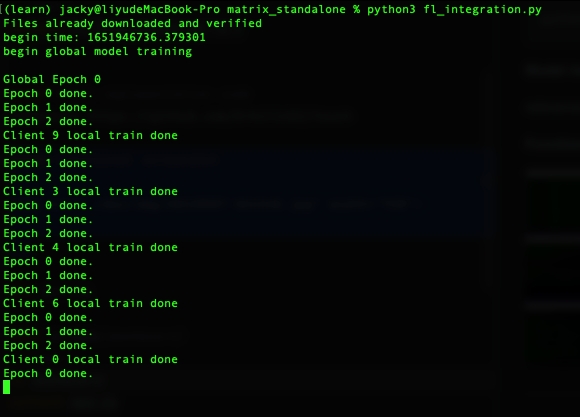 [(learn) jacky@liyudeMacBook-Pro matrix_standalone % python3 fl_integration.py
Files already downloaded and verified
begin time: 1651946736.379301
begin global model training
Global Epoch 0
Epoch 0 done.
Epoch 1 done.
Epoch 2 done.
Client 9 local train done
Epoch 0 done.
Epoch 1 done.
Epoch 2 done.
Client 3 local train done
Epoch 0 done.
Epoch 1 done.
Epoch 2 done.
Client 4 local train done
Epoch 0 done.
Epoch 1 done.
Epoch 2 done.
Client 6 local train done
Epoch 0 done.
Epoch 1 done.
Epoch 2 done.
Client 0 local train done
Epoch 0 done.